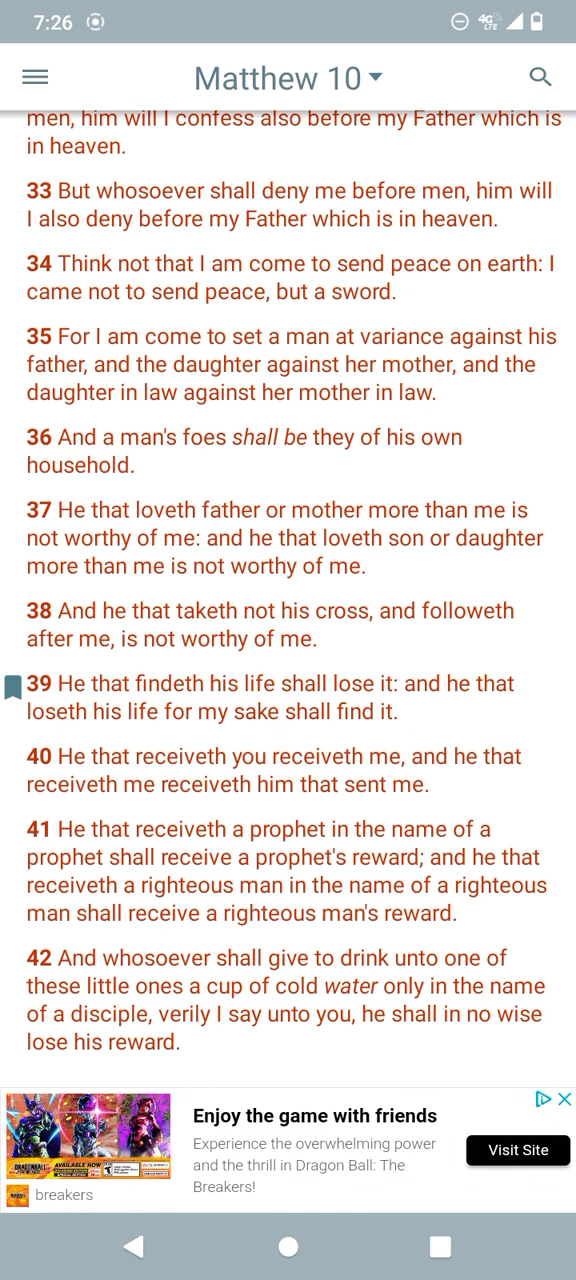 7:26
4G
LTE
Matthew 10
men, him will I confess also before my Father which is
in heaven.
33 But whosoever shall deny me before men, him will
I also deny before my Father which is in heaven.
34 Think not that I am come to send peace on earth: I
came not to send peace, but a sword.
35 For I am come to set a man at variance against his
father, and the daughter against her mother, and the
daughter in law against her mother in law.
36 And a man's foes shall be they of his own
household.
37 He that loveth father or mother more than me is
not worthy of me: and he that loveth son or daughter
more than me is not worthy of me.
38 And he that taketh not his cross, and followeth
after me, is not worthy of me.
39 He that findeth his life shall lose it: and he that
loseth his life for my sake shall find it.
40 He that receiveth you receiveth me, and he that
receiveth me receiveth him that sent me.
41 He that receiveth a prophet in the name of a
prophet shall receive a prophet's reward; and he that
receiveth a righteous man in the name of a righteous
man shall receive a righteous man's reward.
42 And whosoever shall give to drink unto one of
these little ones a cup of cold water only in the name
of a disciple, verily I say unto you, he shall in no wise
lose his reward.
AVAILABLE NOW
T
breakers
Enjoy the game with friends
Experience the overwhelming power
and the thrill in Dragon Ball: The
Breakers!
Visit Site